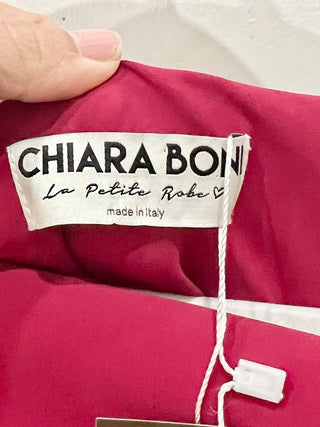 CHIARA BONI
La Petite Robe
made in Italy